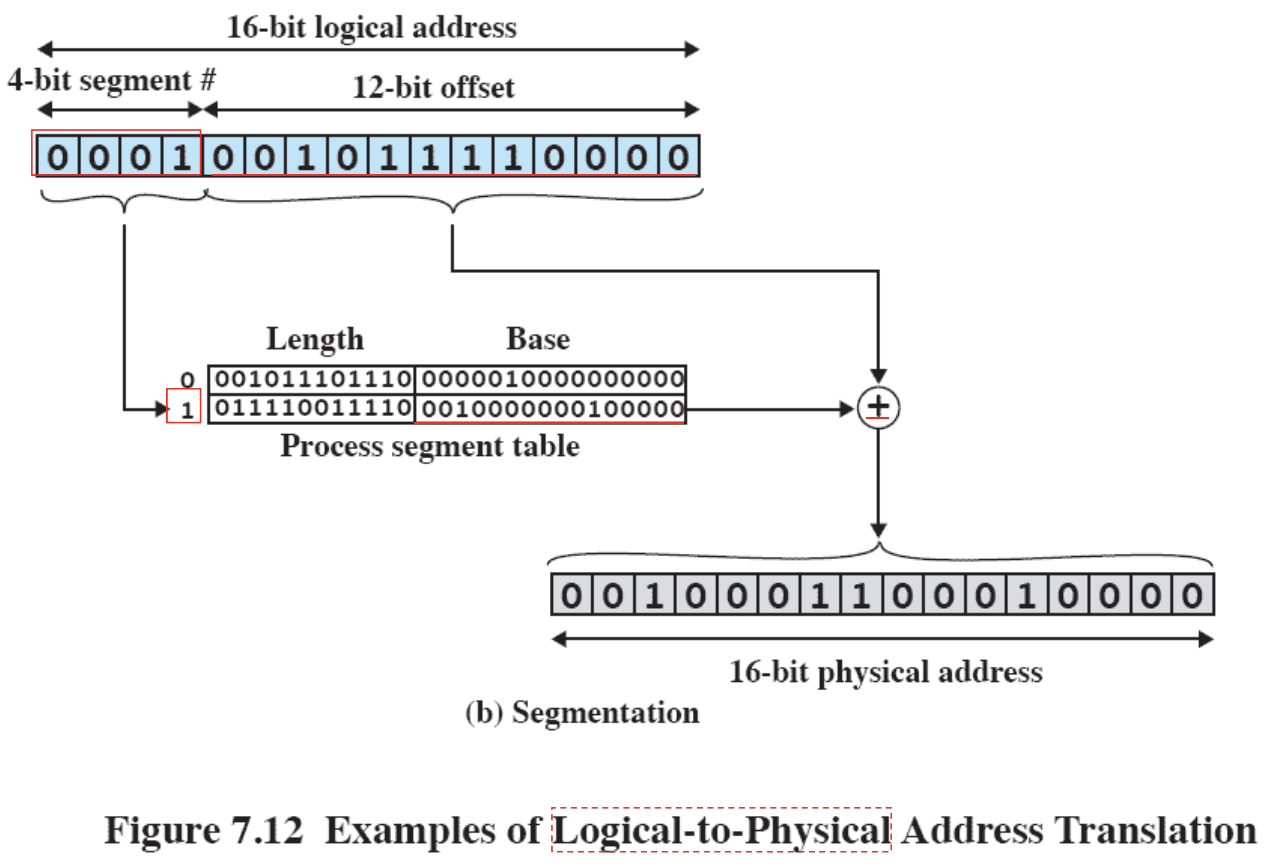 16-bit logical address
4-bit segment # 12-bit offset
0 0 0 1 0 0 1 0 1 1 1 1 0 0 0 0
Length Base
0 001011101110 0000010000000000
1 011110011110 0010000000100000
+
Process segment table
0 0 1 0 0 0 1 1 0 0 0 1 0 0 0 0
16-bit physical address
(b) Segmentation
Figure 7.12 Examples of Logical-to-Physical Address Translation